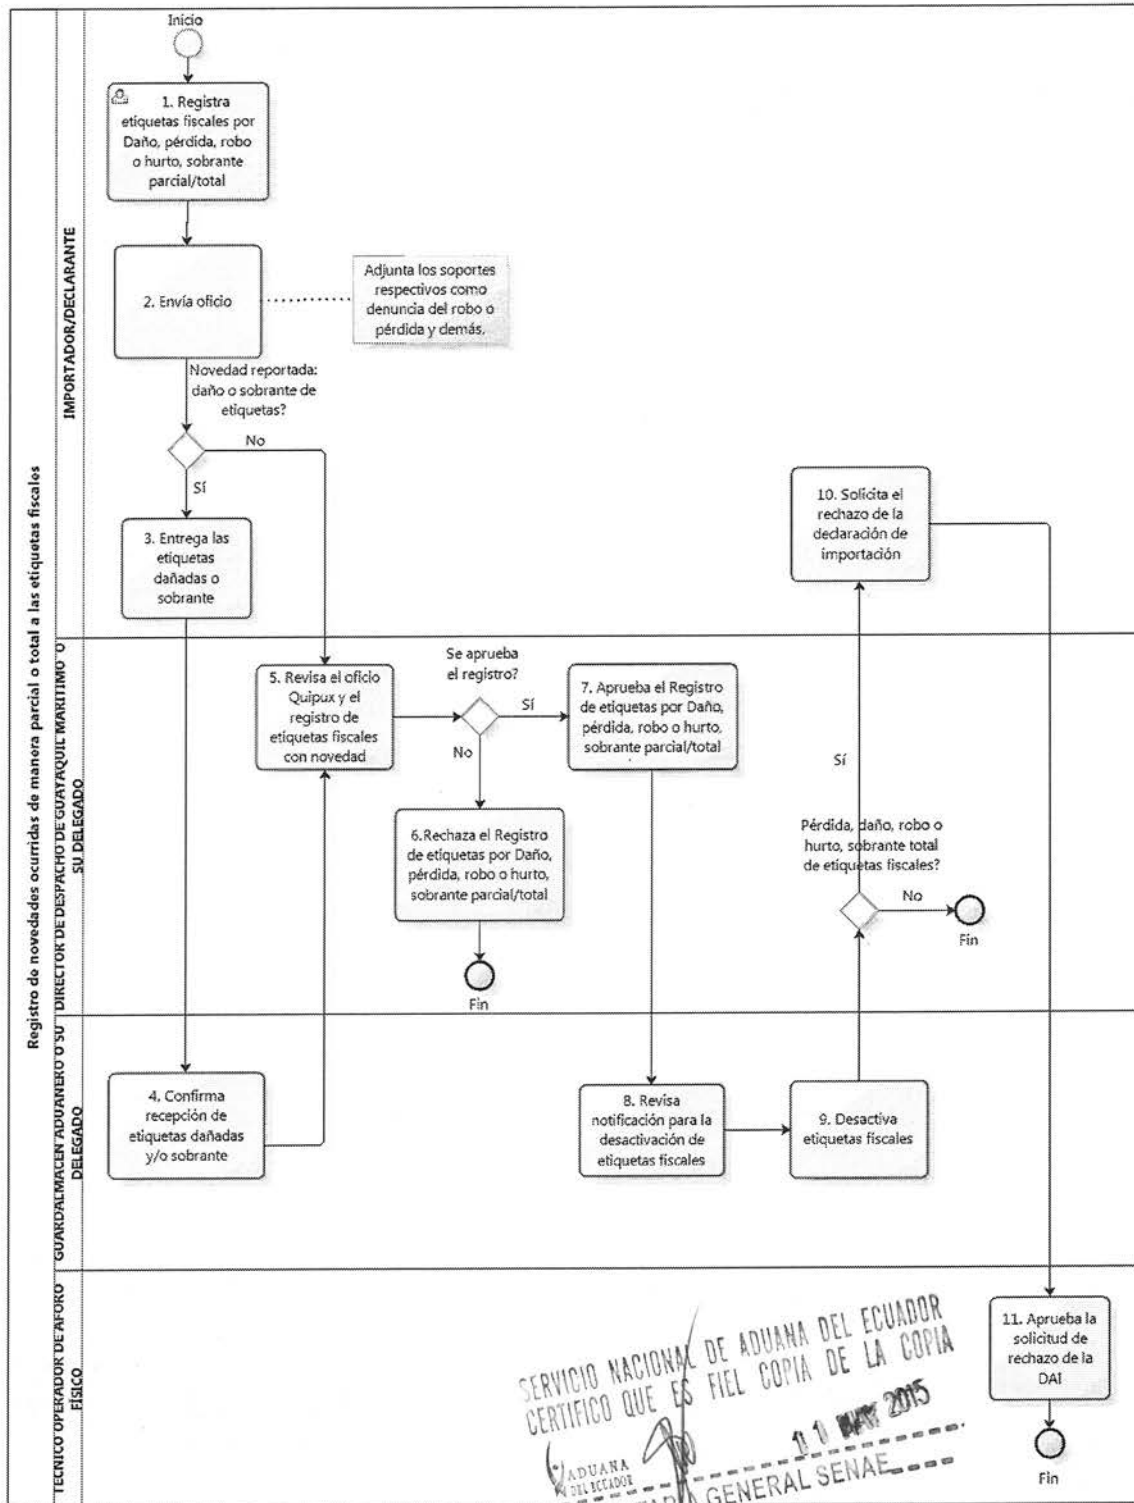 Registro de novedades ocurridas de manera parcial o total a las etiquetas fiscales
IMPORTADOR/DECLARANTE
Inicio
1. Registra
etiquetas fiscales por
Daño, pérdida, robo
o hurto, sobrante
parcial/total
2. Envía oficio
Adjunta los soportes
respectivos como
denuncia del robo o
pérdida y demás.
Novedad reportada:
daño o sobrante de
etiquetas?
No
Sí
3. Entrega las
etiquetas
dañadas o
sobrante
10. Solicita el
rechazo de la
declaración de
importación
DIRECTOR DE DESPACHO DE GUAYAQUIL MARITIMO O
SU DELEGADO
5. Revisa el oficio
Quipux y el
registro de
etiquetas fiscales
con novedad
Se aprueba
el registro?
Sí
No
7. Aprueba el Registro
de etiquetas por Daño,
pérdida, robo o hurto,
sobrante parcial/total
6.Rechaza el Registro
de etiquetas por Daño,
pérdida, robo o hurto,
sobrante parcial/total
Fin
Sí
Pérdida, daño, robo o
hurto, sobrante total
de etiquetas fiscales?
No
Fin
GUARDALMACEN ADUANERO O SU
DELEGADO
4. Confirma
recepción de
etiquetas dañadas
y/o sobrante
8. Revisa
notificación para la
desactivación de
etiquetas fiscales
9. Desactiva
etiquetas fiscales
TECNICO OPERADOR DE AFORO
FÍSICO
11. Aprueba la
solicitud de
rechazo de la
DAI
Fin
SERVICIO NACIONAL DE ADUANA DEL ECUADOR
CERTIFICO QUE ES FIEL COPIA DE LA COPIA
11 MAY 2015
ADUANA
DEL ECUADOR
GENERAL SENAE